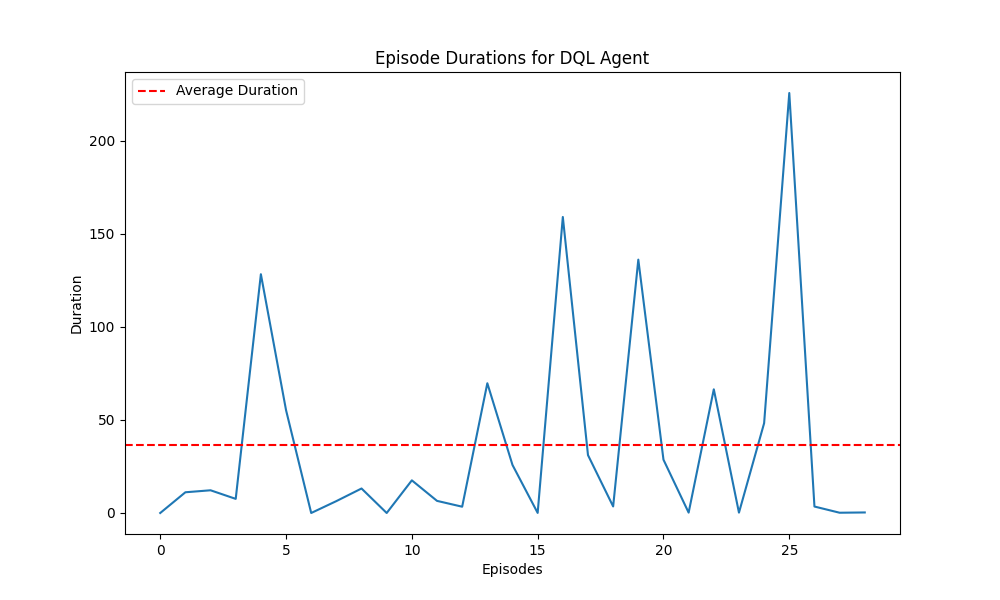 Episode Durations for DQL Agent
Average Duration
200
150
100
50
0
Duration
0 5 10 15 20 25
Episodes